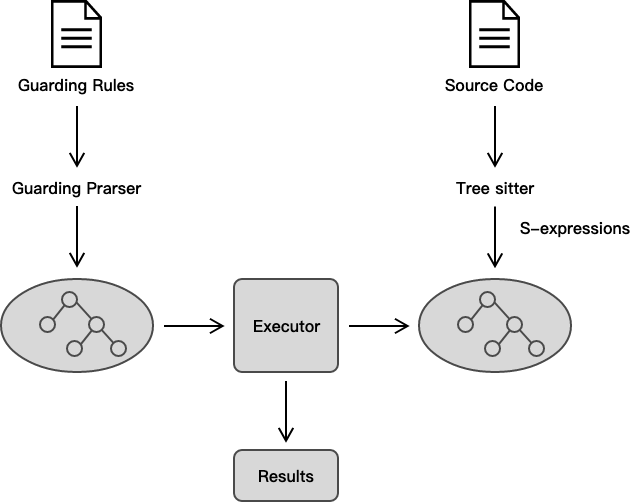 Guarding Rules
Source Code
Guarding Prarser
Tree sitter
S-expressions
Executor
Results